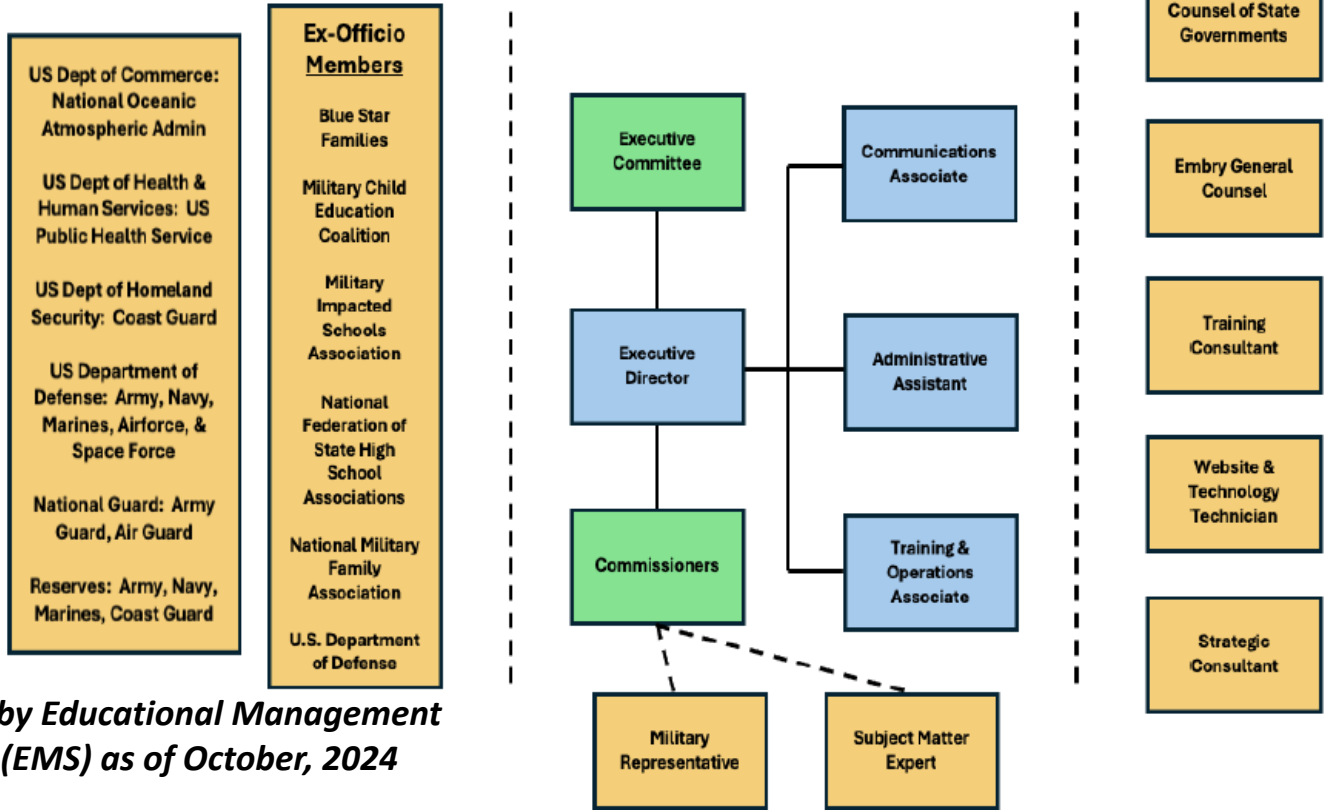 US Dept of Commerce:
National Oceanic
Atmospheric Admin
US Dept of Health &
Human Services: US
Public Health Service
US Dept of Homeland
Security: Coast Guard
US Department of
Defense: Army, Navy,
Marines, Airforce, &
Space Force
National Guard: Army
Guard, Air Guard
Reserves: Army, Navy,
Marines, Coast Guard
Ex-Officio
Members
Blue Star
Families
Military Child
Education
Coalition
Military
Impacted
Schools
Association
National
Federation of
State High
School
Associations
National Military
Family
Association
U.S. Department
of Defense
by Educational Management
(EMS) as of October, 2024
Executive
Committee
Executive
Director
Commissioners
Military
Representative
Subject Matter
Expert
Communications
Associate
Administrative
Assistant
Training &
Operations
Associate
Counsel of State
Governments
Embry General
Counsel
Training
Consultant
Website &
Technology
Technician
Strategic
Consultant